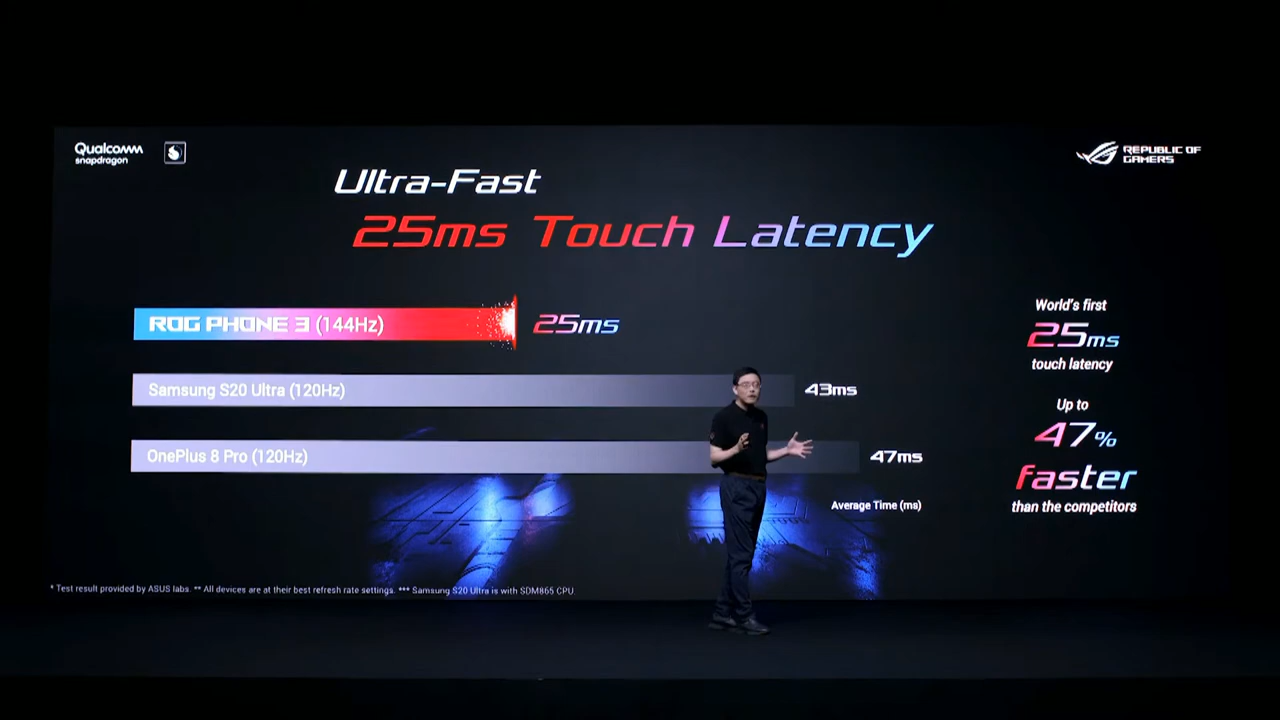 Qualcomm
snapdragon
REPUBLIC OF
GAMERS
Ultra-Fast
25ms Touch Latency
ROG PHONE 3 (144Hz)
25ms
Samsung S20 Ultra (120Hz)
43ms
OnePlus 8 Pro (120Hz)
47ms
Average Time (ms)
World's first
25ms
touch latency
Up to
47%
faster
than the competitors
* Test result provided by ASUS labs. ** All devices are at their best refresh rate settings. *** Samsung S20 Ultra is with SDM865 CPU.